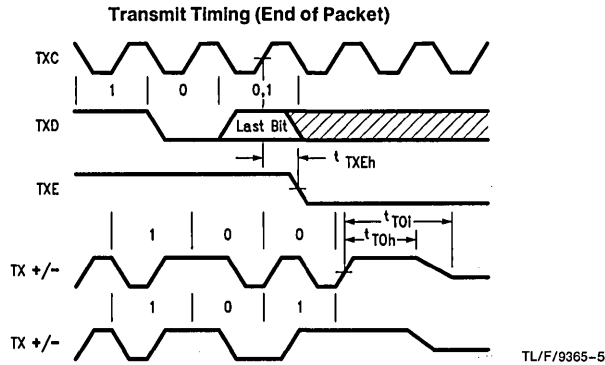 Transmit Timing (End of Packet)
TXC
1 0 0,1
TXD
Last Bit
t TXEh
TXE
t TOi
1 0 0
t TOh
TX +/-
1 0 1
TX +/-
TL/F/9365-5